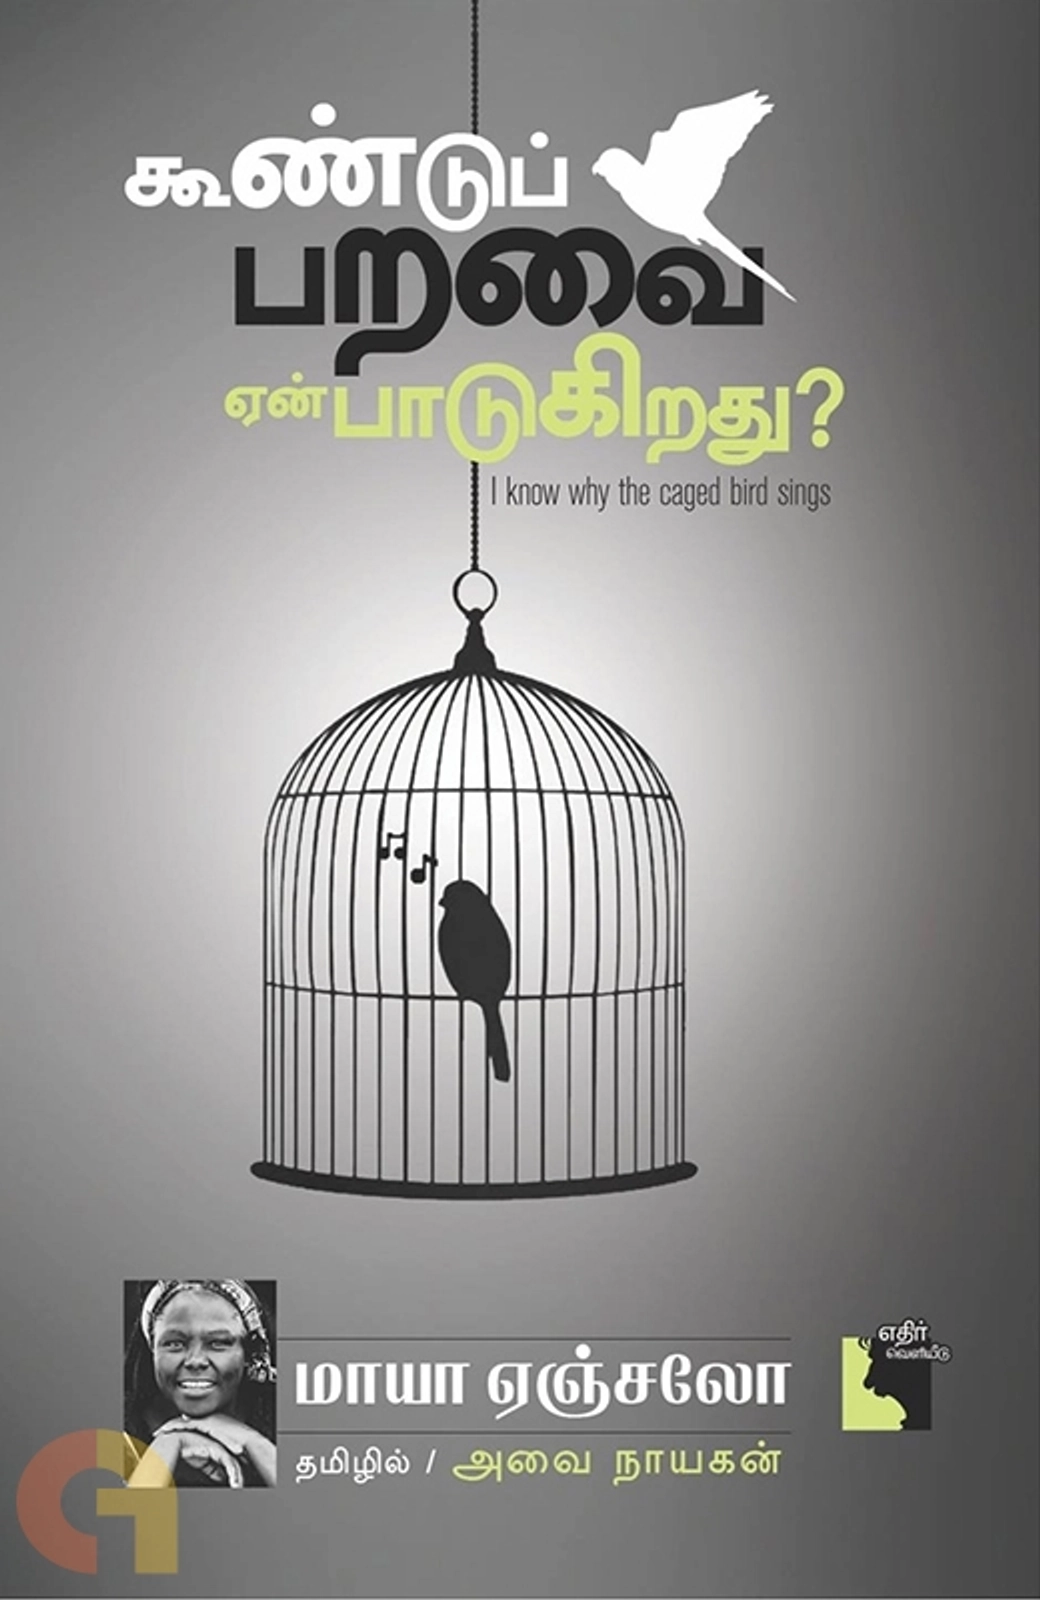 கூண்டுப்
பறவை
ஏன் பாடுகிறது?
I know why the caged bird sings
மாயா ஏஞ்சலோ
தமிழில் / அவை நாயகன்
எதிர்
வெளியீடு